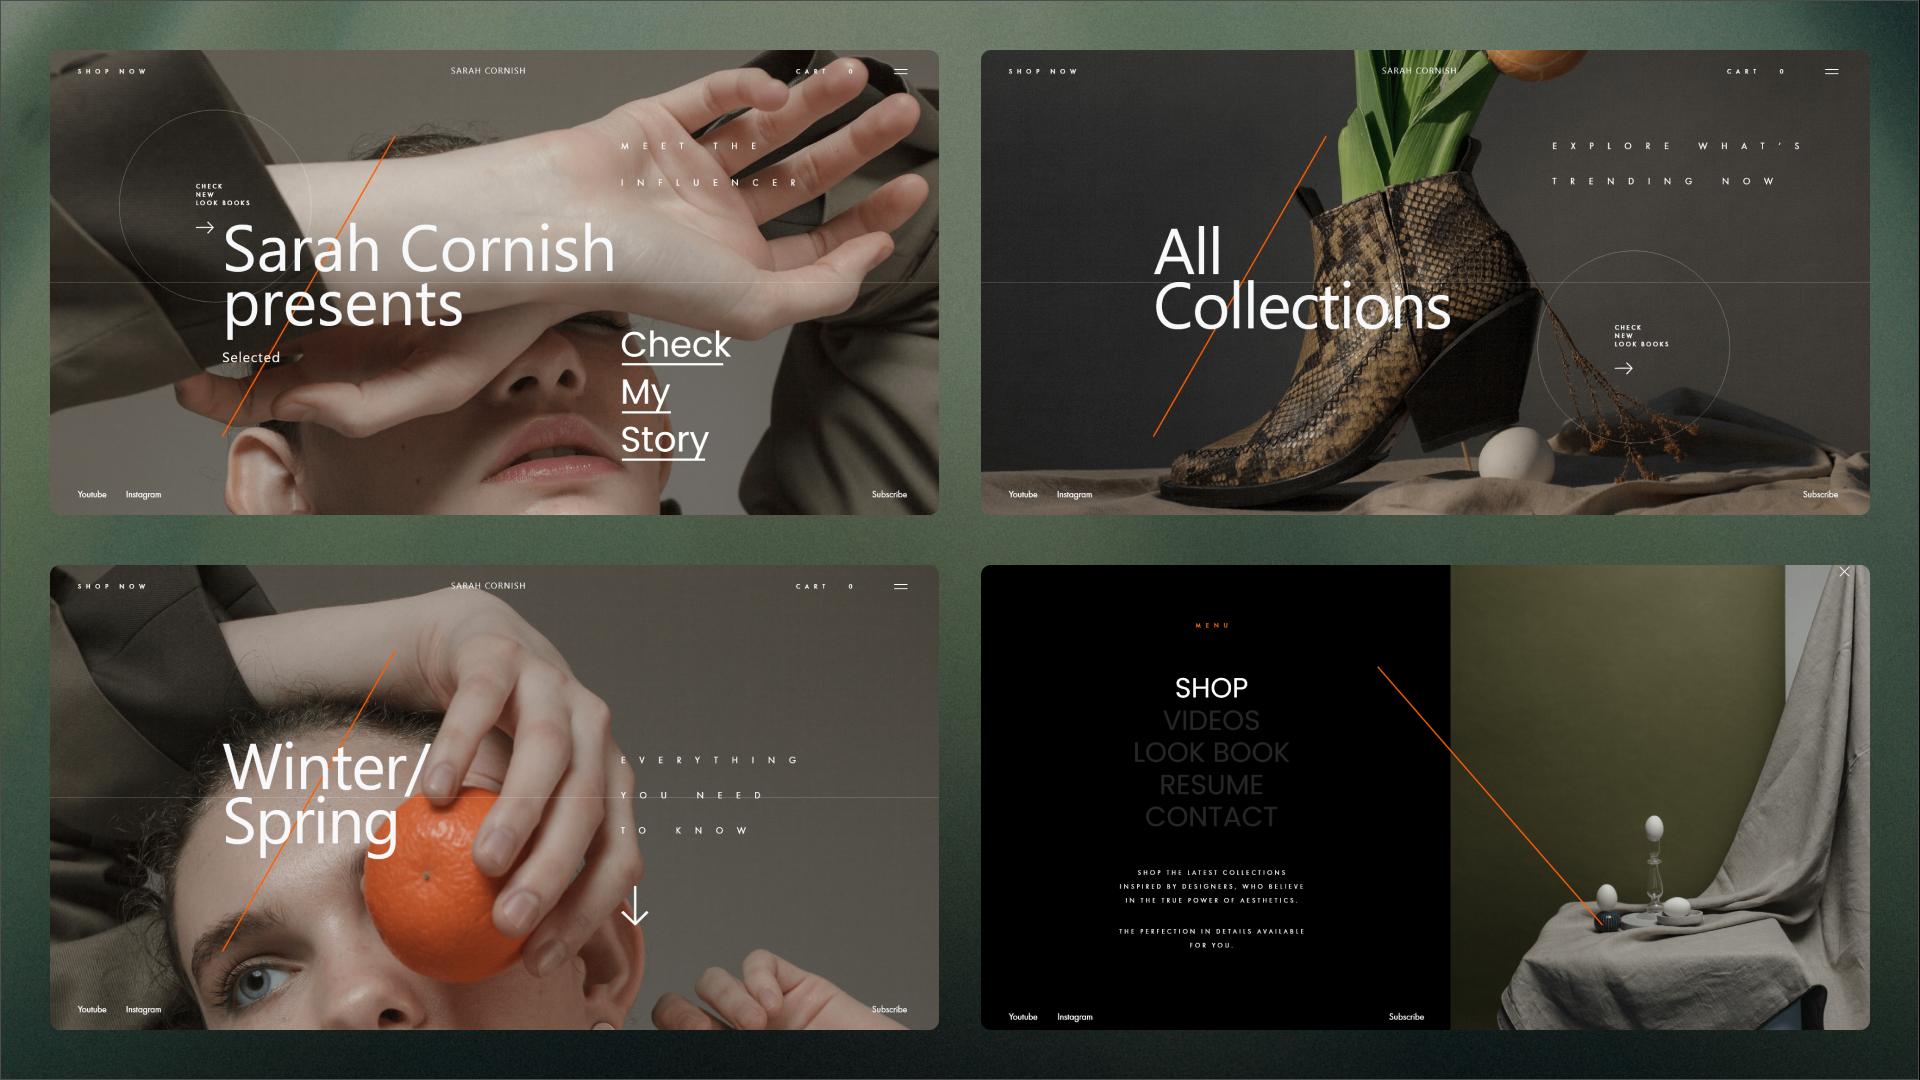 SHOP NOW
SARAH CORNISH
CART 0
MEET THE
INFLUENCER
CHECK
NEW
LOOK BOOKS
Sarah Cornish
presents
Selected
Check
My
Story
Youtube Instagram
Subscribe
SHOP NOW
SARAH CORNISH
CART 0
EXPLORE WHAT'S
TRENDING NOW
All
Collections
CHECK
NEW
LOOK BOOKS
Youtube Instagram
Subscribe
SHOP NOW
SARAH CORNISH
CART 0
Winter/
Spring
EVERYTHING
YOU NEED
TO KNOW
Youtube Instagram
Subscribe
MENU
SHOP
VIDEOS
LOOK BOOK
RESUME
CONTACT
SHOP THE LATEST COLLECTIONS
INSPIRED BY DESIGNERS, WHO BELIEVE
IN THE TRUE POWER OF AESTHETICS.
THE PERFECTION IN DETAILS AVAILABLE
FOR YOU.
Youtube Instagram
Subscribe